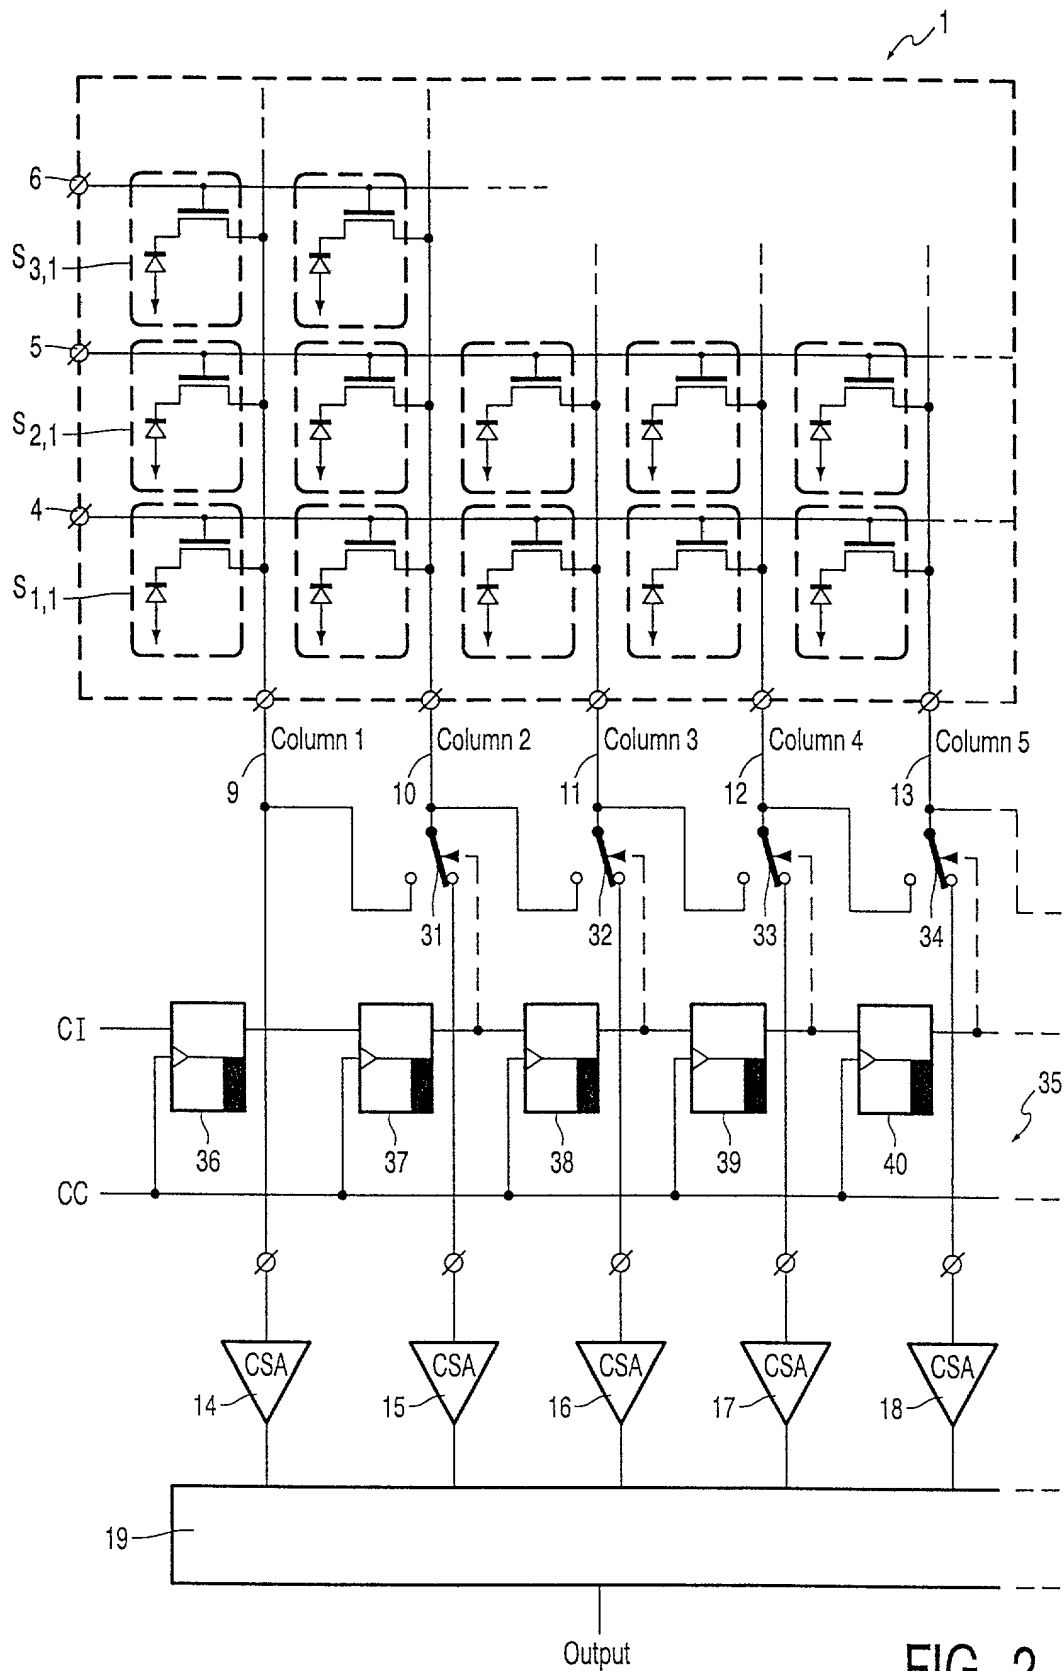 1
6
S3,1
5
S2,1
4
S1,1
Column 1 Column 2 Column 3 Column 4 Column 5
9 10 11 12 13
31 32 33 34
CI
35
36 37 38 39 40
CC
CSA CSA CSA CSA CSA
14 15 16 17 18
19
Output
FIG. 2